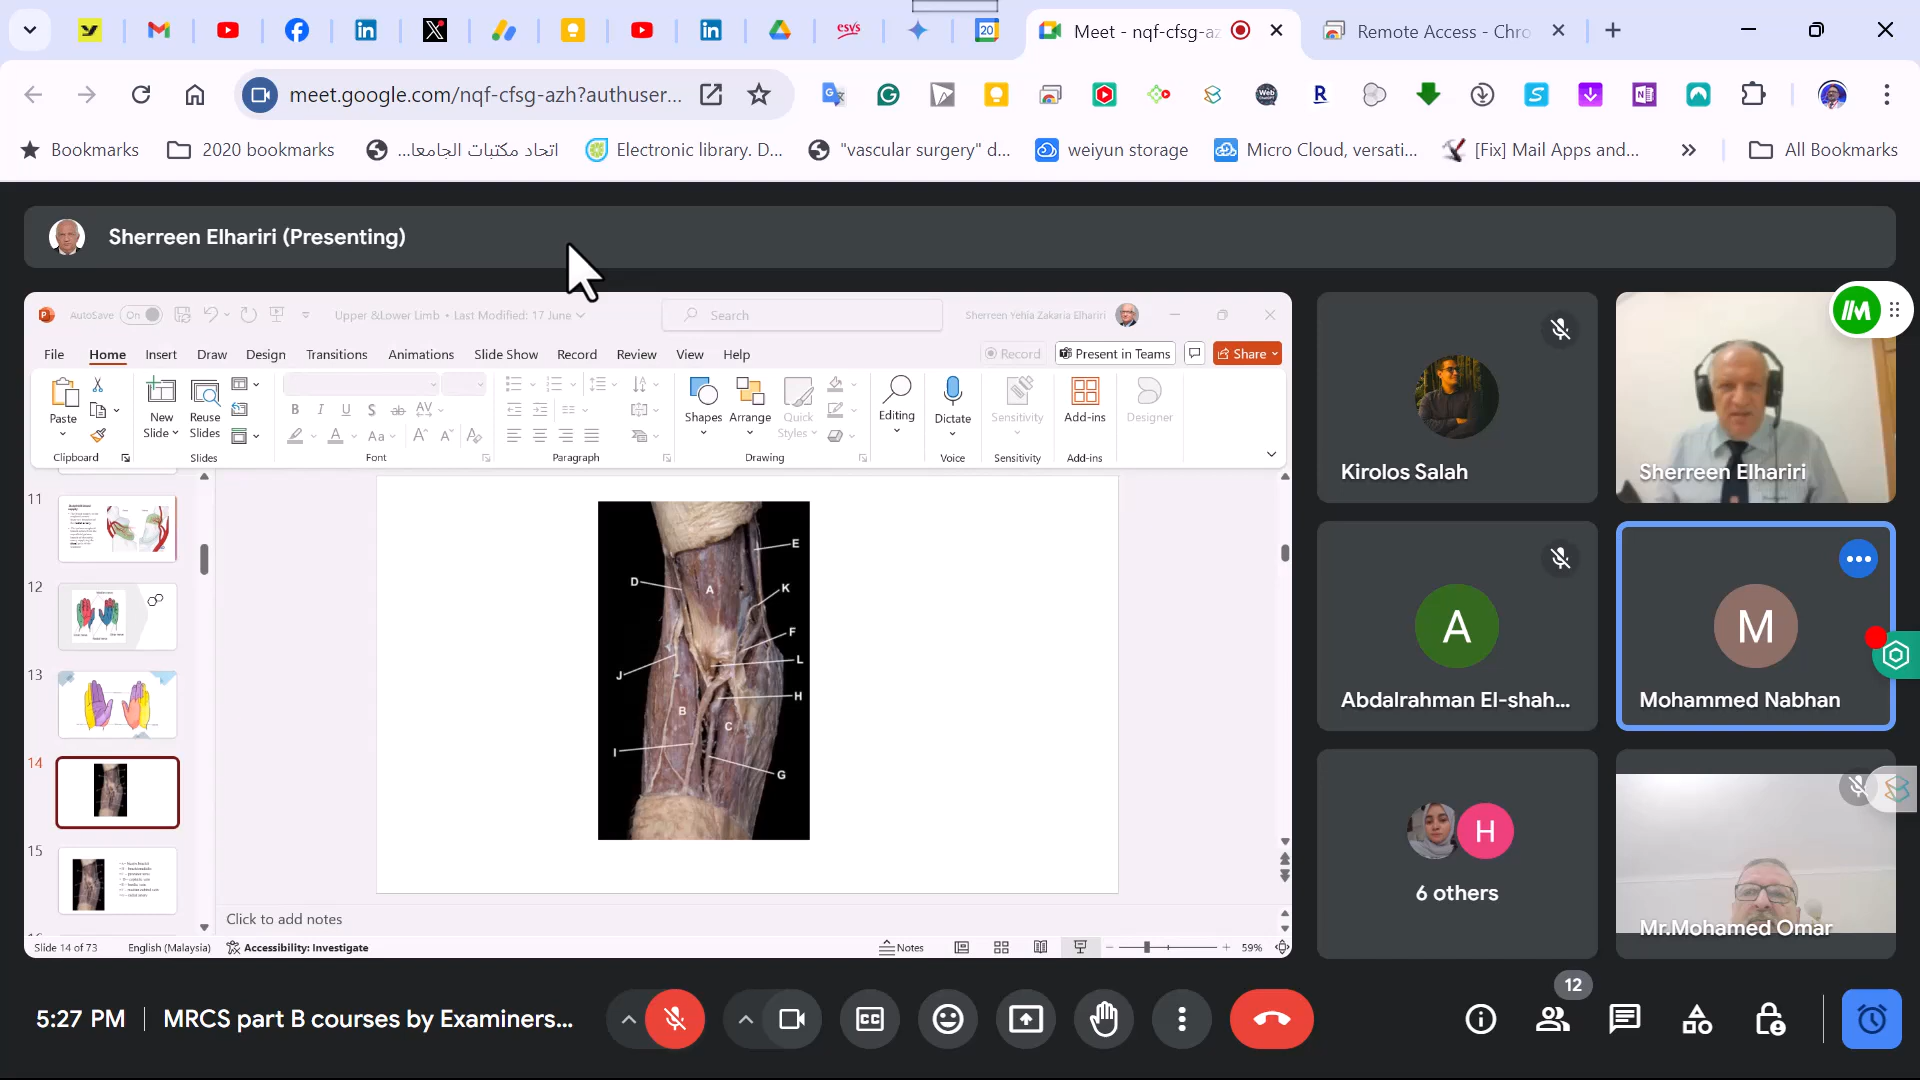 esvs
20
Meet - nqf-cfsg-az
Remote Access - Chro
meet.google.com/nqf-cfsg-azh?authuser...
Bookmarks
2020 bookmarks
اتحاد مكتبات الجامعا...
Electronic library. D...
"vascular surgery" d...
weiyun storage
Micro Cloud, versati...
[Fix] Mail Apps and...
All Bookmarks
Sherreen Elhariri (Presenting)
AutoSave On
Upper &Lower Limb • Last Modified: 17 June
Search
Sherreen Yehia Zakaria Elhariri
File Home Insert Draw Design Transitions Animations Slide Show Record Review View Help
Record
Present in Teams
Share
Paste
New Slide
Reuse Slides
Shapes
Arrange
Quick Styles
Editing
Dictate
Sensitivity
Add-ins
Designer
Clipboard
Slides
Font
Paragraph
Drawing
Voice
Sensitivity
Add-ins
11
12
13
14
15
E
D
A
K
F
L
J
H
B
C
I
G
Click to add notes
Slide 14 of 73
English (Malaysia)
Accessibility: Investigate
Notes
59%
Kirolos Salah
Sherreen Elhariri
A
Abdalrahman El-shah...
M
Mohammed Nabhan
H
6 others
Mr.Mohamed Omar
12
5:27 PM
MRCS part B courses by Examiners...